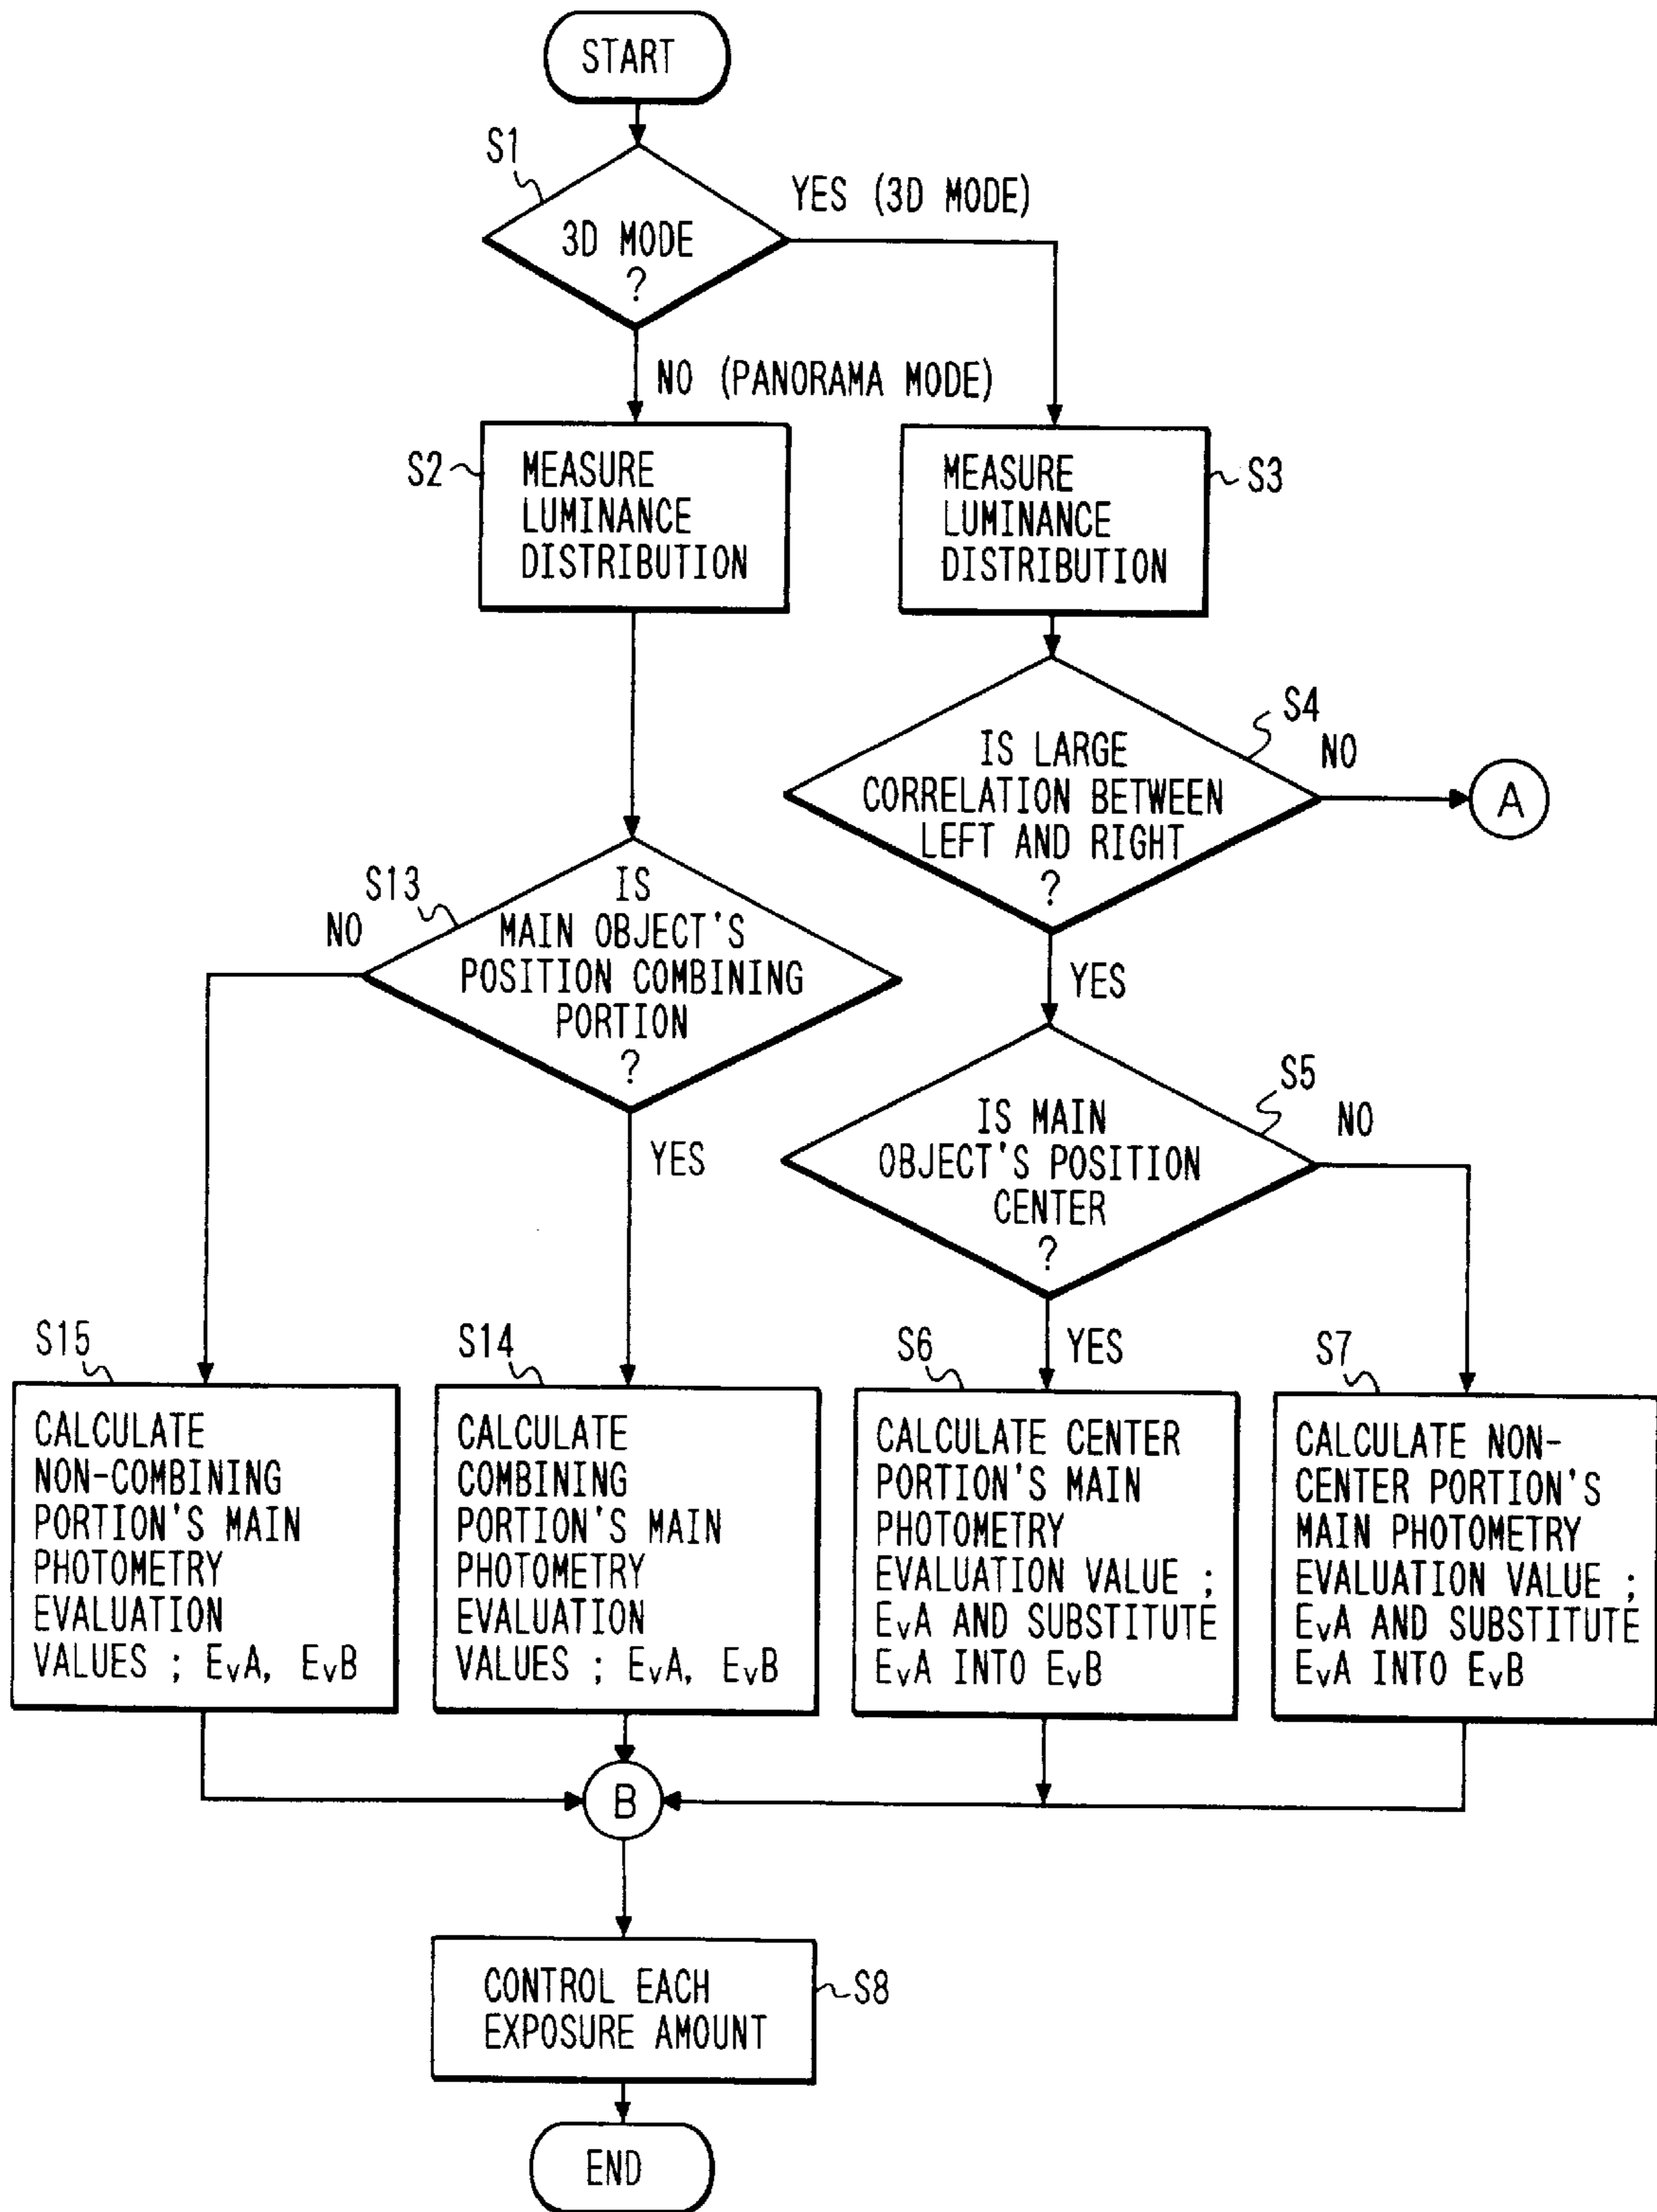 START
S1
3D MODE
?
YES (3D MODE)
NO (PANORAMA MODE)
S2
MEASURE
LUMINANCE
DISTRIBUTION
MEASURE
LUMINANCE
DISTRIBUTION
S3
IS LARGE
CORRELATION BETWEEN
LEFT AND RIGHT
?
S4
NO
A
YES
S13
NO
IS
MAIN OBJECT'S
POSITION COMBINING
PORTION
?
YES
IS MAIN
OBJECT'S POSITION
CENTER
?
S5
NO
YES
S15
CALCULATE
NON-COMBINING
PORTION'S MAIN
PHOTOMETRY
EVALUATION
VALUES ; EvA, EvB
S14
CALCULATE
COMBINING
PORTION'S MAIN
PHOTOMETRY
EVALUATION
VALUES ; EvA, EvB
S6
CALCULATE CENTER
PORTION'S MAIN
PHOTOMETRY
EVALUATION VALUE ;
EvA AND SUBSTITUTE
EvA INTO EvB
S7
CALCULATE NON-
CENTER PORTION'S
MAIN PHOTOMETRY
EVALUATION VALUE ;
EvA AND SUBSTITUTE
EvA INTO EvB
B
CONTROL EACH
EXPOSURE AMOUNT
S8
END